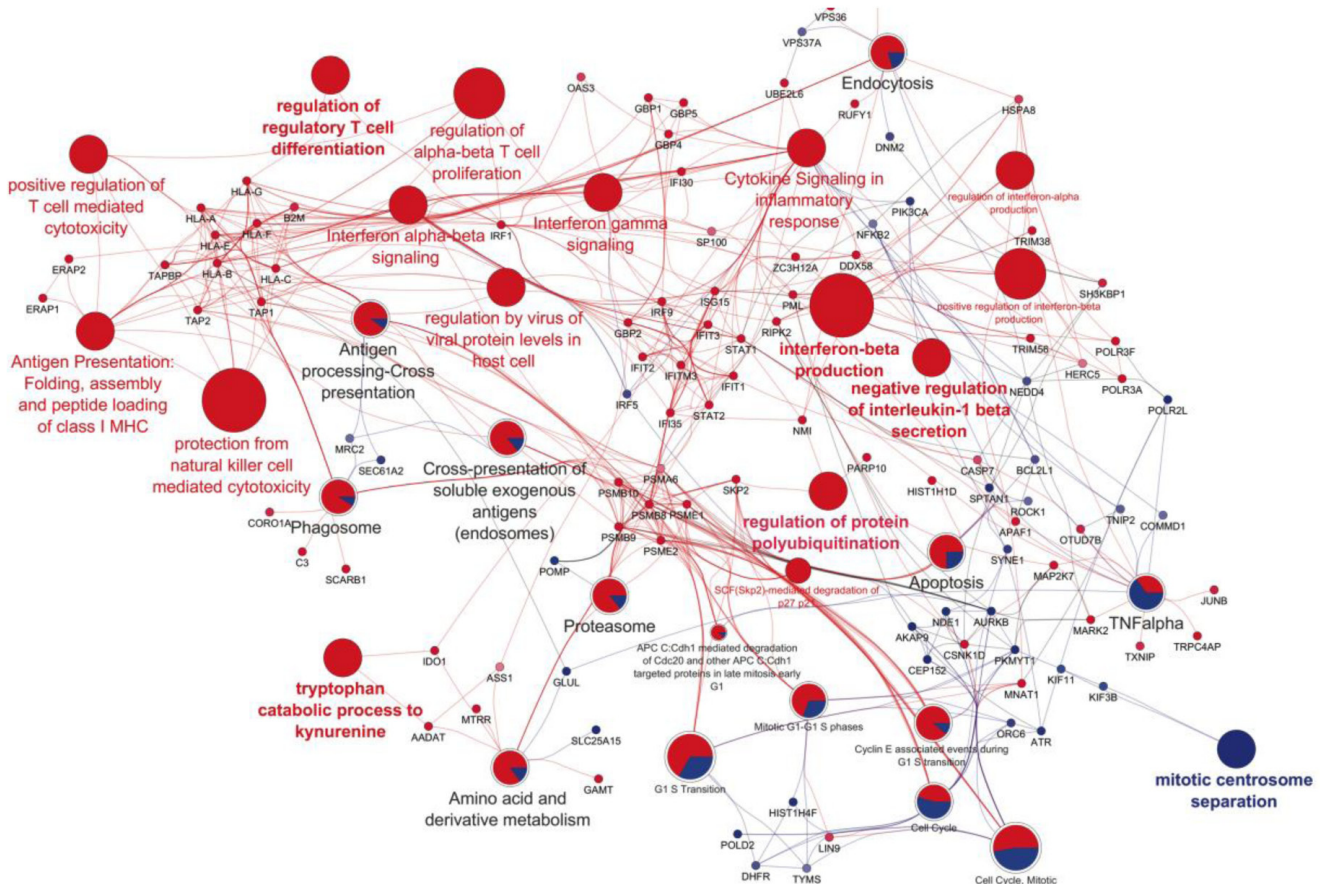 VPS36
VPS37A
Endocytosis
OAS3
UBE2L6
HSPA8
GBP1
GBP5
RUFY1
regulation of
regulatory T cell
differentiation
regulation of
alpha-beta T cell
proliferation
GBP4
DNM2
positive regulation of
T cell mediated
cytotoxicity
IFI30
Cytokine Signaling in
inflammatory
response
regulation of interferon-alpha
production
HLA-G
HLA-A
B2M
HLA-F
HLA-E
Interferon alpha-beta
signaling
IRF1
Interferon gamma
signaling
SP100
PIK3CA
NFKB2
TRIM38
ERAP2
TAPBP
HLA-B
HLA-C
ZC3H12A
DDX58
ERAP1
TAP2
TAP1
SH3KBP1
positive regulation of interferon-beta
production
regulation by virus of
viral protein levels in
host cell
IRF9
ISG15
PML
GBP2
IFIT3
STAT1
RIPK2
interferon-beta
production
TRIM56
POLR3F
Antigen Presentation:
Folding, assembly
and peptide loading
of class I MHC
Antigen
processing-Cross
presentation
IFIT2
IFITM3
IFIT1
HERC5
POLR3A
negative regulation
of interleukin-1 beta
secretion
NEDD4
IRF5
STAT2
IFI35
NMI
POLR2L
protection from
natural killer cell
mediated cytotoxicity
MRC2
SEC61A2
Cross-presentation of
soluble exogenous
antigens
(endosomes)
PSMA6
PARP10
CASP7
BCL2L1
PSMB10
SKP2
HIST1H1D
SPTAN1
Phagosome
CORO1A
PSMB8
PSME1
ROCK1
TNIP2
COMMD1
regulation of protein
polyubiquitination
APAF1
OTUD7B
PSMB9
PSME2
C3
SCARB1
POMP
SYNE1
Apoptosis
MAP2K7
SCF(Skp2)-mediated degradation of
p27 p21
JUNB
TNFalpha
Proteasome
NDE1
AURKB
MARK2
AKAP9
TRPC4AP
TXNIP
APC C:Cdh1 mediated degradation
of Cdc20 and other APC C:Cdh1
targeted proteins in late mitosis early
G1
CSNK1D
PKMYT1
CEP152
IDO1
ASS1
GLUL
KIF11
KIF3B
tryptophan
catabolic process to
kynurenine
MNAT1
MTRR
AADAT
Mitotic G1-G1 S phases
ORC6
ATR
SLC25A15
Cyclin E associated events during
G1 S transition
mitotic centrosome
separation
G1 S Transition
GAMT
Amino acid and
derivative metabolism
HIST1H4F
Cell Cycle
POLD2
LIN9
DHFR
TYMS
Cell Cycle, Mitotic